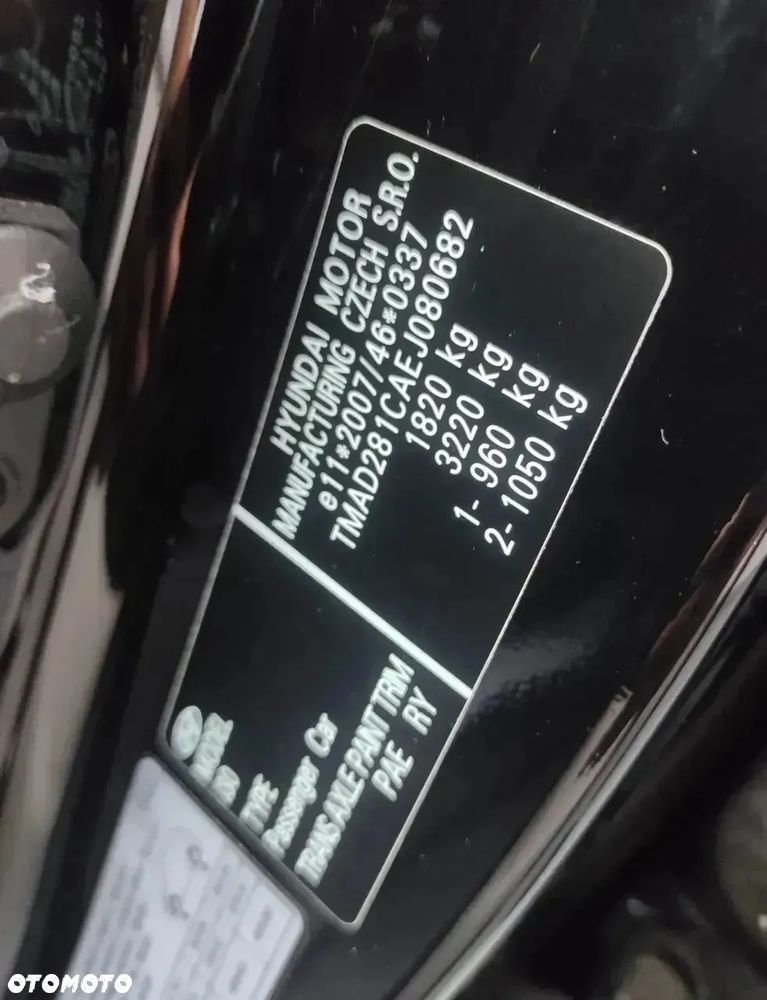 HYUNDAI MOTOR
MANUFACTURING CZECH S.R.O.
e11*2007/46*0337
TMAD281CAEJ080682
1820 kg
3220 kg
1- 960 kg
2- 1050 kg
MODEL
TYPE
Passenger Car
TRANS AXLE PAINT TRIM
PAE RY
OTOMOTO